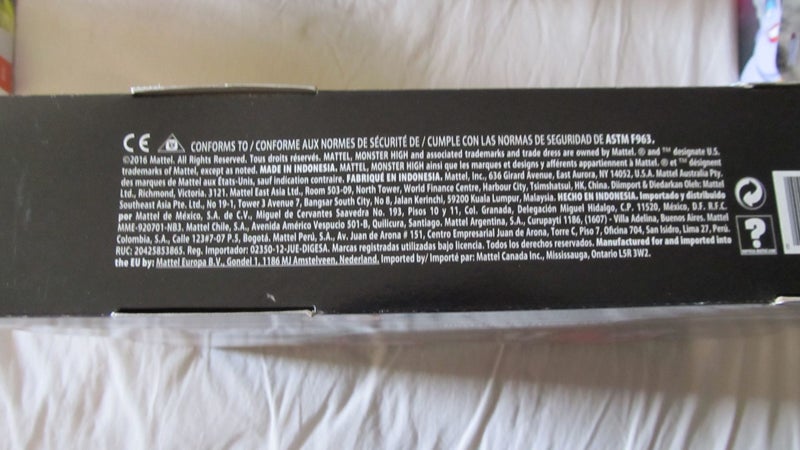 CE CONFORMS TO / CONFORME AUX NORMES DE SÉCURITÉ DE / CUMPLE CON LAS NORMAS DE SEGURIDAD DE ASTM F963.
©2016 Mattel. All Rights Reserved. Tous droits réservés. MATTEL, MONSTER HIGH and associated trademarks and trade dress are owned by Mattel. ® and ™ designate U.S.
trademarks of Mattel, except as noted. MADE IN INDONESIA. MATTEL, MONSTER HIGH ainsi que les marques et designs y afférents appartiennent à Mattel. ® et ™ désignent
des marques de Mattel aux États-Unis, sauf indication contraire. FABRIQUÉ EN INDONÉSIE. Mattel, Inc., 636 Girard Avenue, East Aurora, NY 14052, U.S.A. Mattel Australia Pty.
Ltd., Richmond, Victoria, 3121. Mattel East Asia Ltd., Room 503-09, North Tower, World Finance Centre, Harbour City, Tsimshatsui, HK, China. Diimport & Diedarkan Oleh: Mattel
Southeast Asia Pte. Ltd., No 19-1, Tower 3 Avenue 7, Bangsar South City, No 8, Jalan Kerinchi, 59200 Kuala Lumpur, Malaysia. HECHO EN INDONESIA. Importado y distribuido
por Mattel de México, S.A. de C.V., Miguel de Cervantes Saavedra No. 193, Pisos 10 y 11, Col. Granada, Delegación Miguel Hidalgo, C.P. 11520, México, D.F. R.F.C.
MME-920701-NB3. Mattel Chile, S.A., Avenida Américo Vespucio 501-B, Quilicura, Santiago. Mattel Argentina, S.A., Curupaytí 1186, (1607) - Villa Adelina, Buenos Aires. Mattel
Colombia, S.A., Calle 123#7-07 P.5, Bogotá. Mattel Perú, S.A., Av. Juan de Arona # 151, Centro Empresarial Juan de Arona, Torre C, Piso 7, Oficina 704, San Isidro, Lima 27, Perú.
RUC: 20425853865. Reg. Importador: 02350-12-JUE-DIGESA. Marcas registradas utilizadas bajo licencia. Todos los derechos reservados. Manufactured for and imported into
the EU by: Mattel Europa B.V., Gondel 1, 1186 MJ Amstelveen, Nederland. Imported by/ Importé par : Mattel Canada Inc., Mississauga, Ontario L5R 3W2.
?